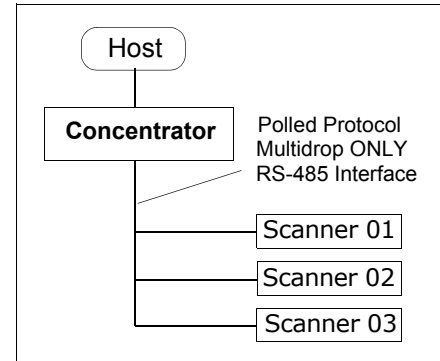 Host
Concentrator
Polled Protocol
Multidrop ONLY
RS-485 Interface
Scanner 01
Scanner 02
Scanner 03